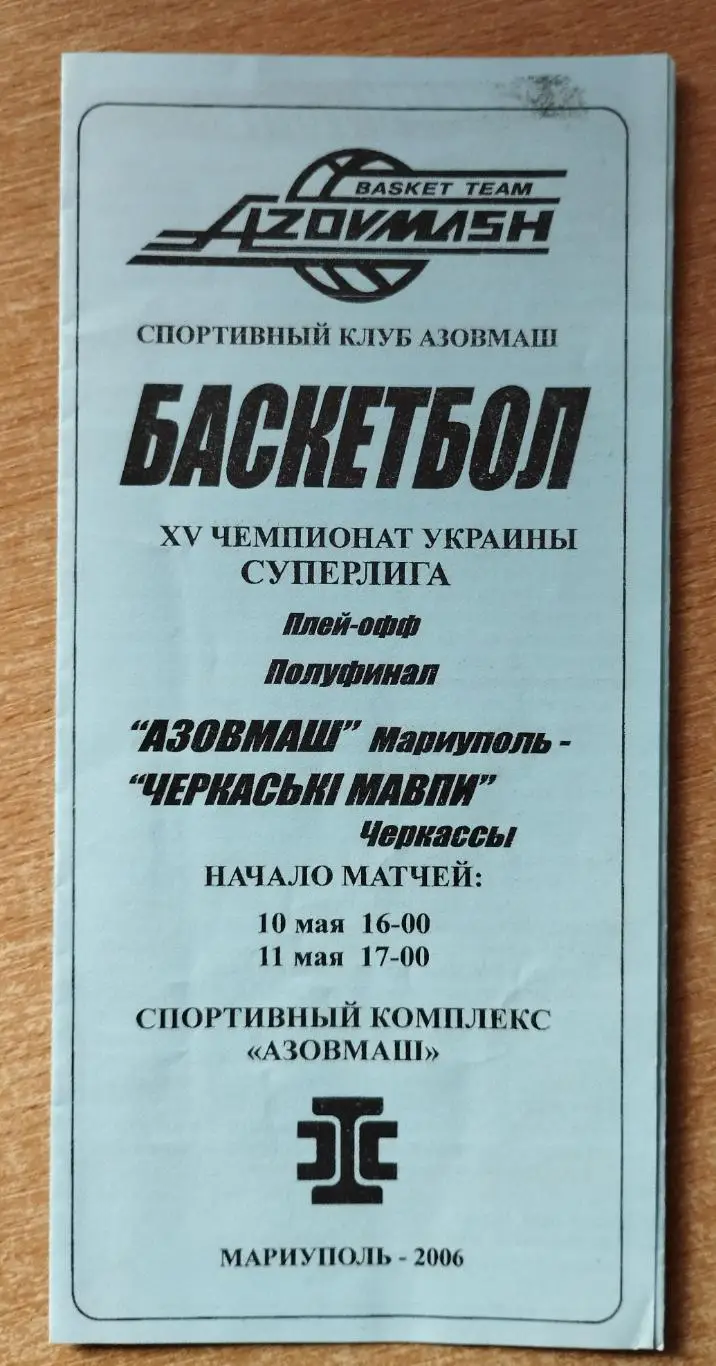 BASKET TEAM
AZOVMASH
СПОРТИВНЫЙ КЛУБ АЗОВМАШ
БАСКЕТБОЛ
XV ЧЕМПИОНАТ УКРАИНЫ
СУПЕРЛИГА
Плей-офф
Полуфинал
“АЗОВМАШ” Мариуполь -
“ЧЕРКАСЬКІ МАВПИ”
Черкассы
НАЧАЛО МАТЧЕЙ:
10 мая 16-00
11 мая 17-00
СПОРТИВНЫЙ КОМПЛЕКС
«АЗОВМАШ»
МАРИУПОЛЬ - 2006